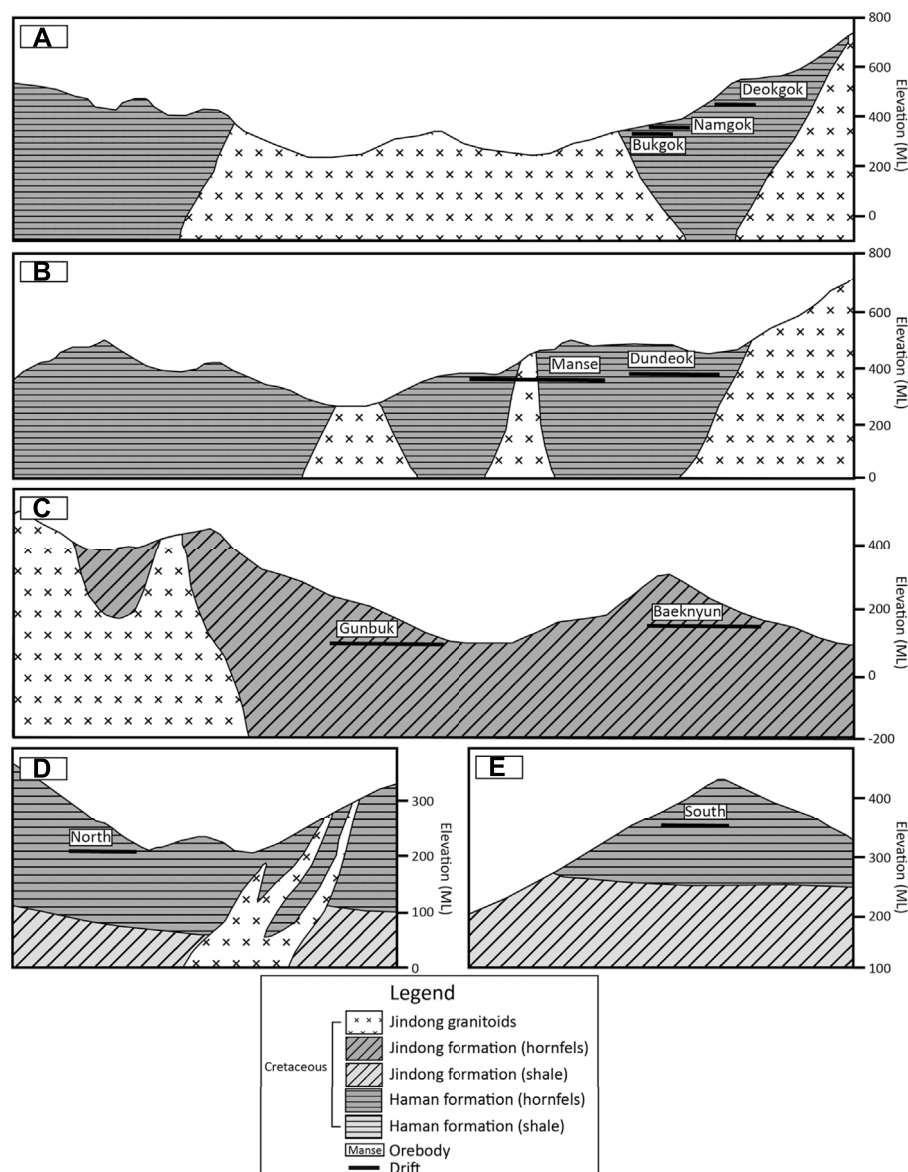 A
800
600
400
200
0
Elevation (ML)
Deokgok
Namgok
Bukgok
B
800
600
400
200
0
Elevation (ML)
Manse
Dundeok
C
400
200
0
-200
Elevation (ML)
Gunbuk
Baeknyun
D
300
200
100
0
Elevation (ML)
North
E
400
300
200
100
Elevation (ML)
South
Legend
Cretaceous
Jindong granitoids
Jindong formation (hornfels)
Jindong formation (shale)
Haman formation (hornfels)
Haman formation (shale)
Manse Orebody
Drift